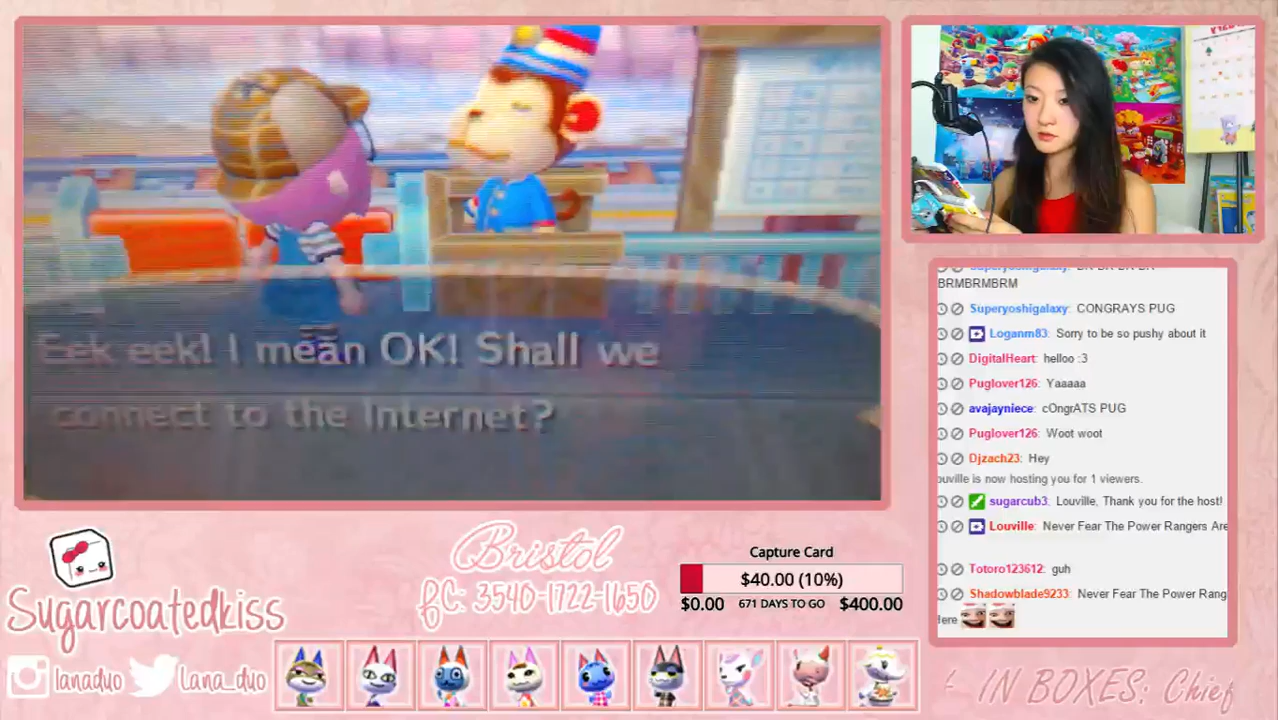 Eek eek! I mean OK! Shall we
connect to the Internet?
BRMBRMBRM
Superyoshigalaxy: CONGRAYS PUG
Loganm83: Sorry to be so pushy about it
DigitalHeart: helloo :3
Puglover126: Yaaaaa
avajayniece: cOngrATS PUG
Puglover126: Woot woot
Djzach23: Hey
ouville is now hosting you for 1 viewers.
sugarcub3: Louville, Thank you for the host!
Louville: Never Fear The Power Rangers Are
Totoro123612: guh
Shadowblade9233: Never Fear The Power Rang
Here
Sugarcoatedkiss
lanaduo
Lana_duo
Bristol
FC: 3540-1722-1650
Capture Card
$40.00 (10%)
$0.00 671 DAYS TO GO $400.00
- IN BOXES: Chief